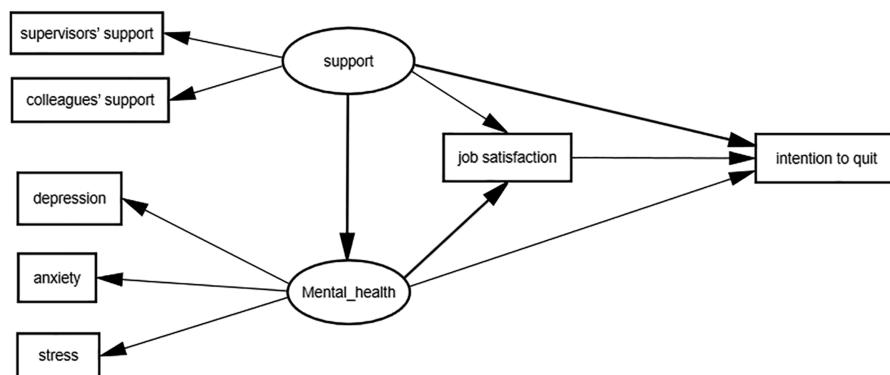 supervisors' support
support
colleagues' support
job satisfaction
intention to quit
depression
anxiety
Mental_health
stress